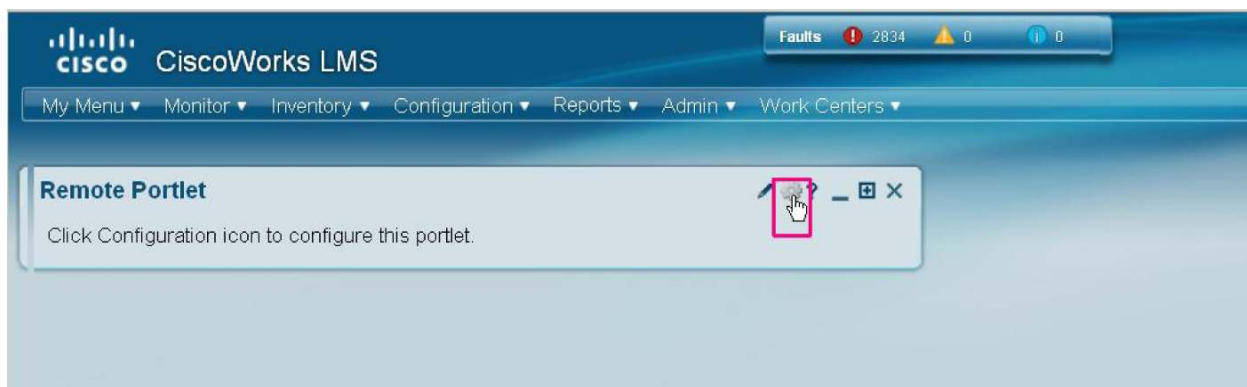 Faults 2834 0 0
CISCO CiscoWorks LMS
My Menu Monitor Inventory Configuration Reports Admin Work Centers
Remote Portlet ?
Click Configuration icon to configure this portlet.